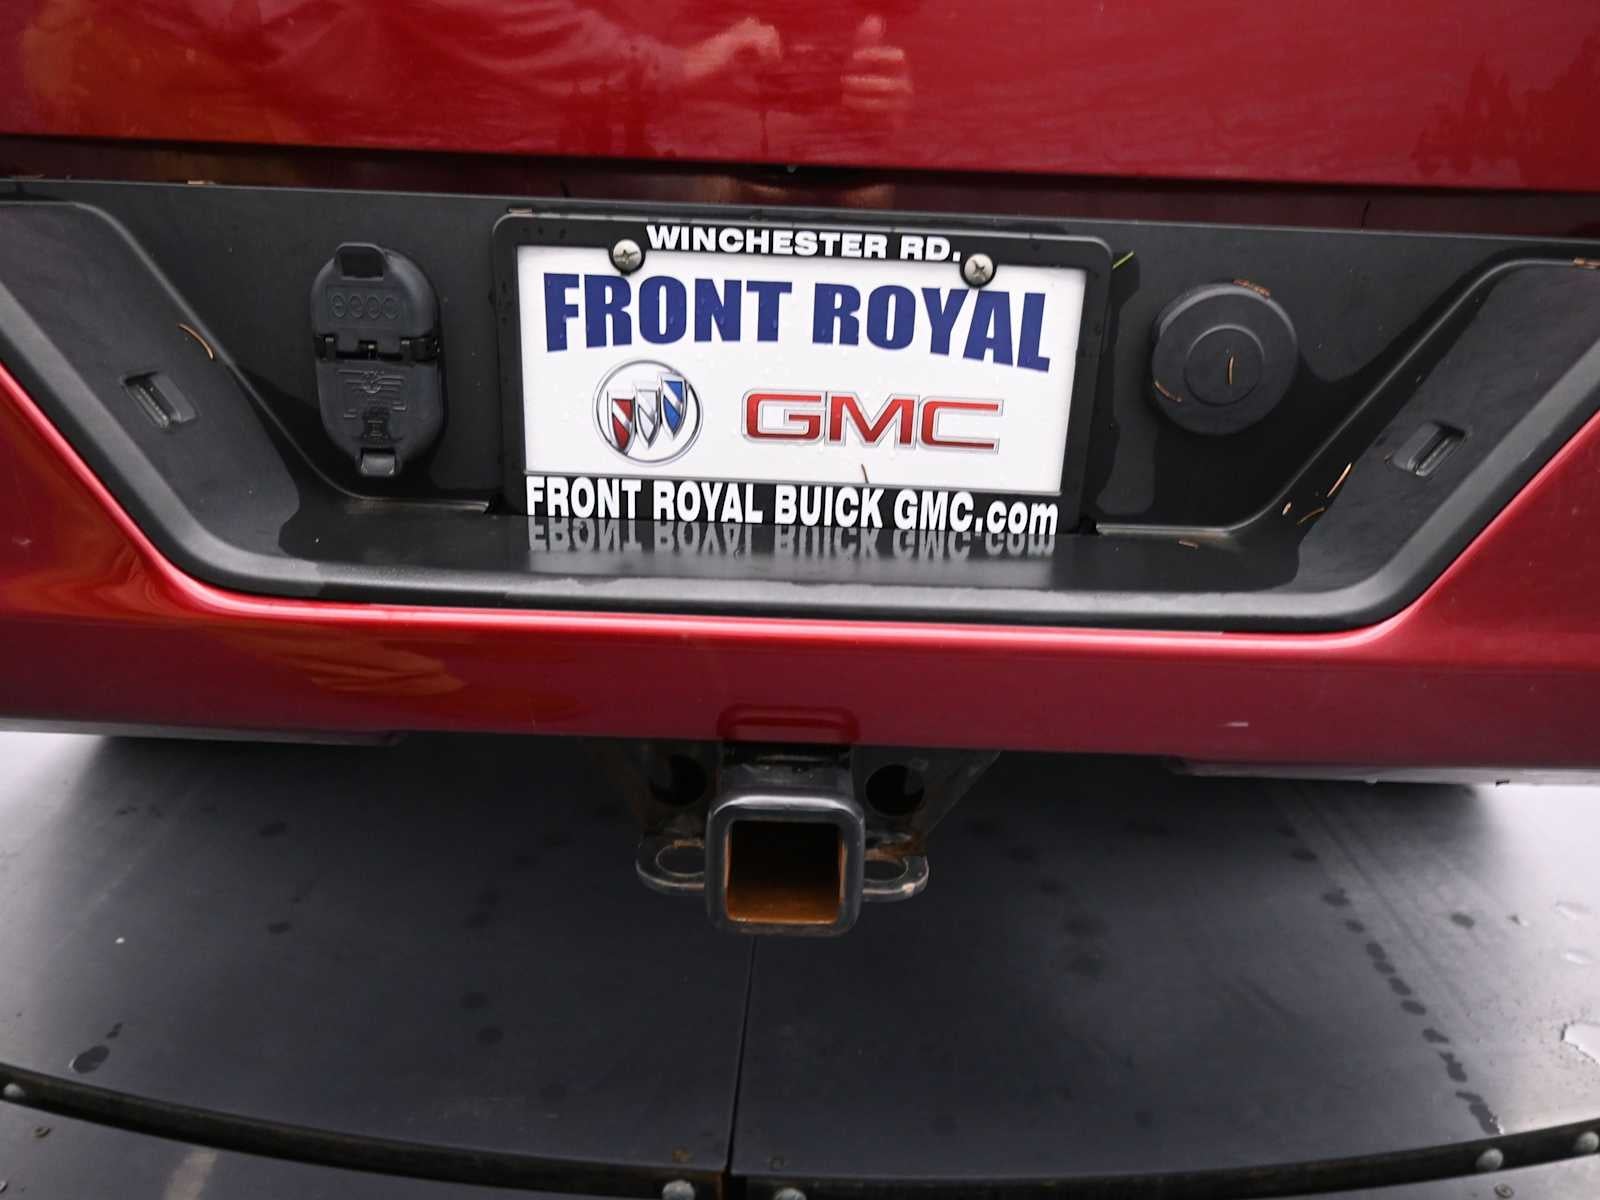 WINCHESTER RD.
FRONT ROYAL
GMC
FRONT ROYAL BUICK GMC.com